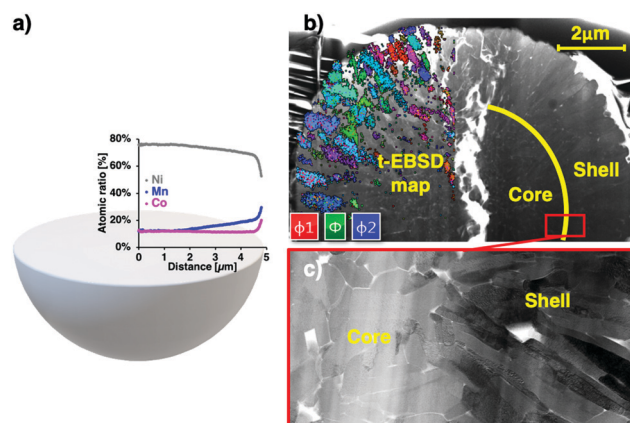 a)
80%
60%
40%
20%
0%
Atomic ratio [%]
Ni
Mn
Co
0 1 2 3 4 5
Distance [µm]
b)
2µm
t-EBSD
map
Core
Shell
ϕ1 Φ ϕ2
c)
Core
Shell